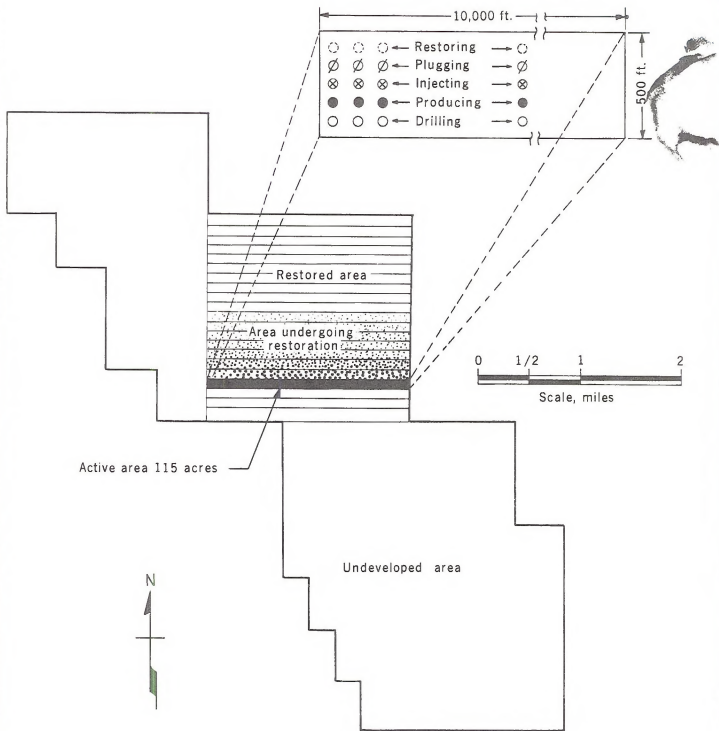 10,000 ft.
Restoring
Plugging
Injecting
Producing
Drilling
500 ft.
Restored area
Area undergoing
restoration
0 1/2 1 2
Scale, miles
Active area 115 acres
Undeveloped area
N